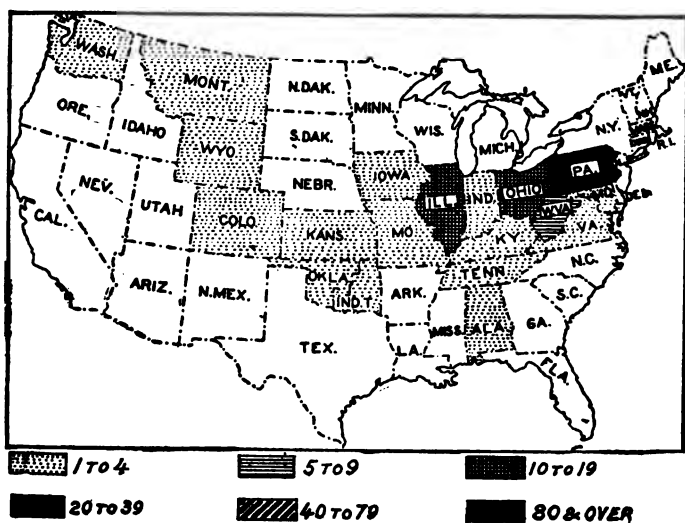 WASH.
MONT.
N.DAK.
MINN.
ME.
VT.
ORE.
IDAHO
WYO
S.DAK.
WIS.
MICH.
N.Y.
R.I.
NEBR.
IOWA
PA.
NEV.
UTAH
COLO.
KANS.
MO
ILL.
IND.
OHIO
W.VA.
VA.
DEL.
CAL.
KY.
ARIZ.
N.MEX.
OKLA.
IND.T.
ARK.
TENN.
N.C.
S.C.
TEX.
LA.
MISS.
ALA.
GA.
FLA.
1 TO 4
5 TO 9
10 TO 19
20 TO 39
40 TO 79
80 & OVER